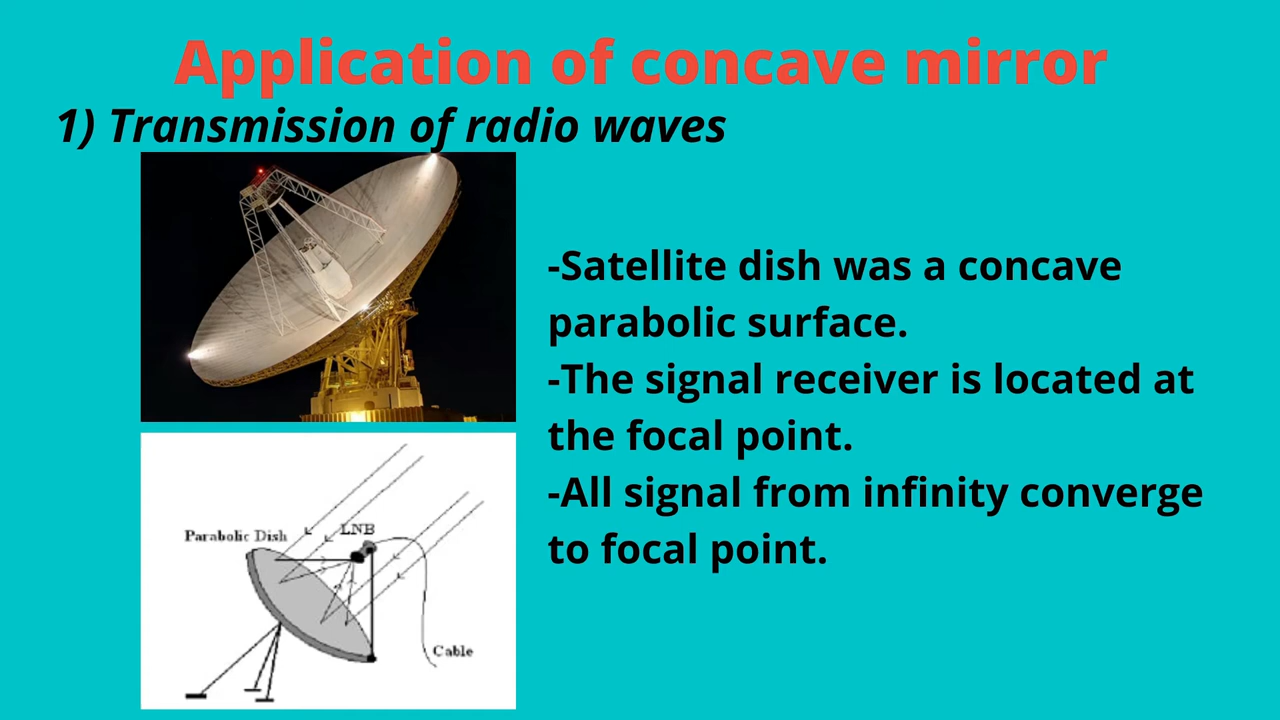 Application of concave mirror
1) Transmission of radio waves
-Satellite dish was a concave
parabolic surface.
-The signal receiver is located at
the focal point.
-All signal from infinity converge
to focal point.
Parabolic Dish
LNB
Cable